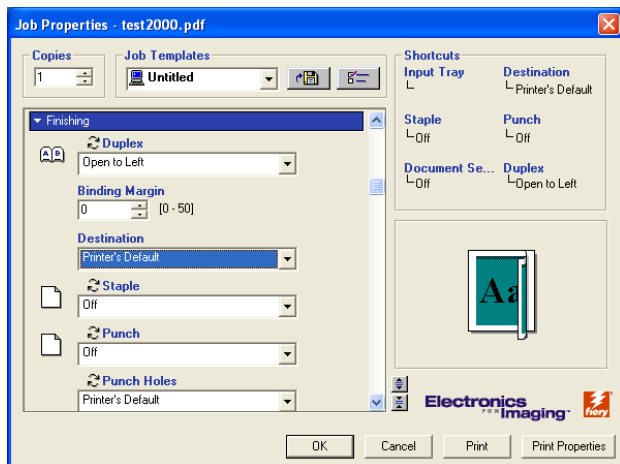 Job Properties - test2000.pdf
Copies
1
Job Templates
Untitled
Finishing
Duplex
Open to Left
Binding Margin
0 [0 - 50]
Destination
Printer's Default
Staple
Off
Punch
Off
Punch Holes
Printer's Default
Shortcuts
Input Tray
Destination
Printer's Default
Staple
Off
Punch
Off
Document Se...
Off
Duplex
Open to Left
A B
Aa
Electronics
FOR Imaging™
fiery
OK Cancel Print Print Properties